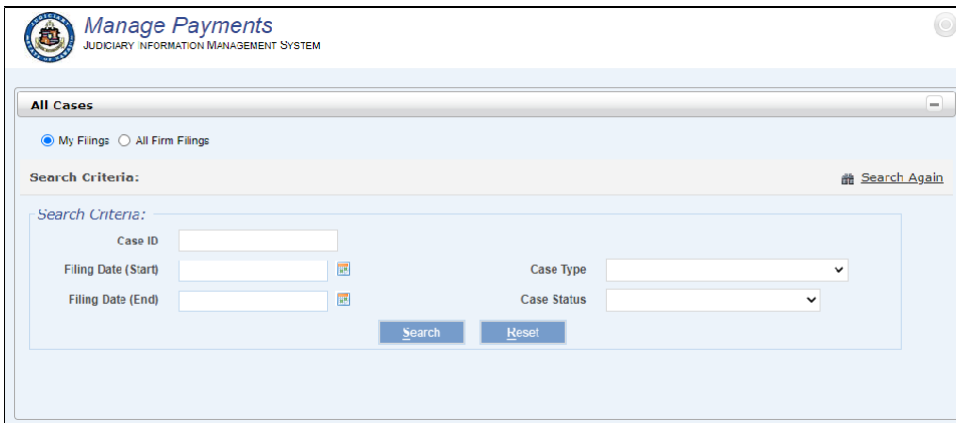 Manage Payments
JUDICIARY INFORMATION MANAGEMENT SYSTEM
All Cases
My Filings All Firm Filings
Search Criteria: Search Again
Search Criteria:
Case ID
Filing Date (Start) Case Type
Filing Date (End) Case Status
Search Reset